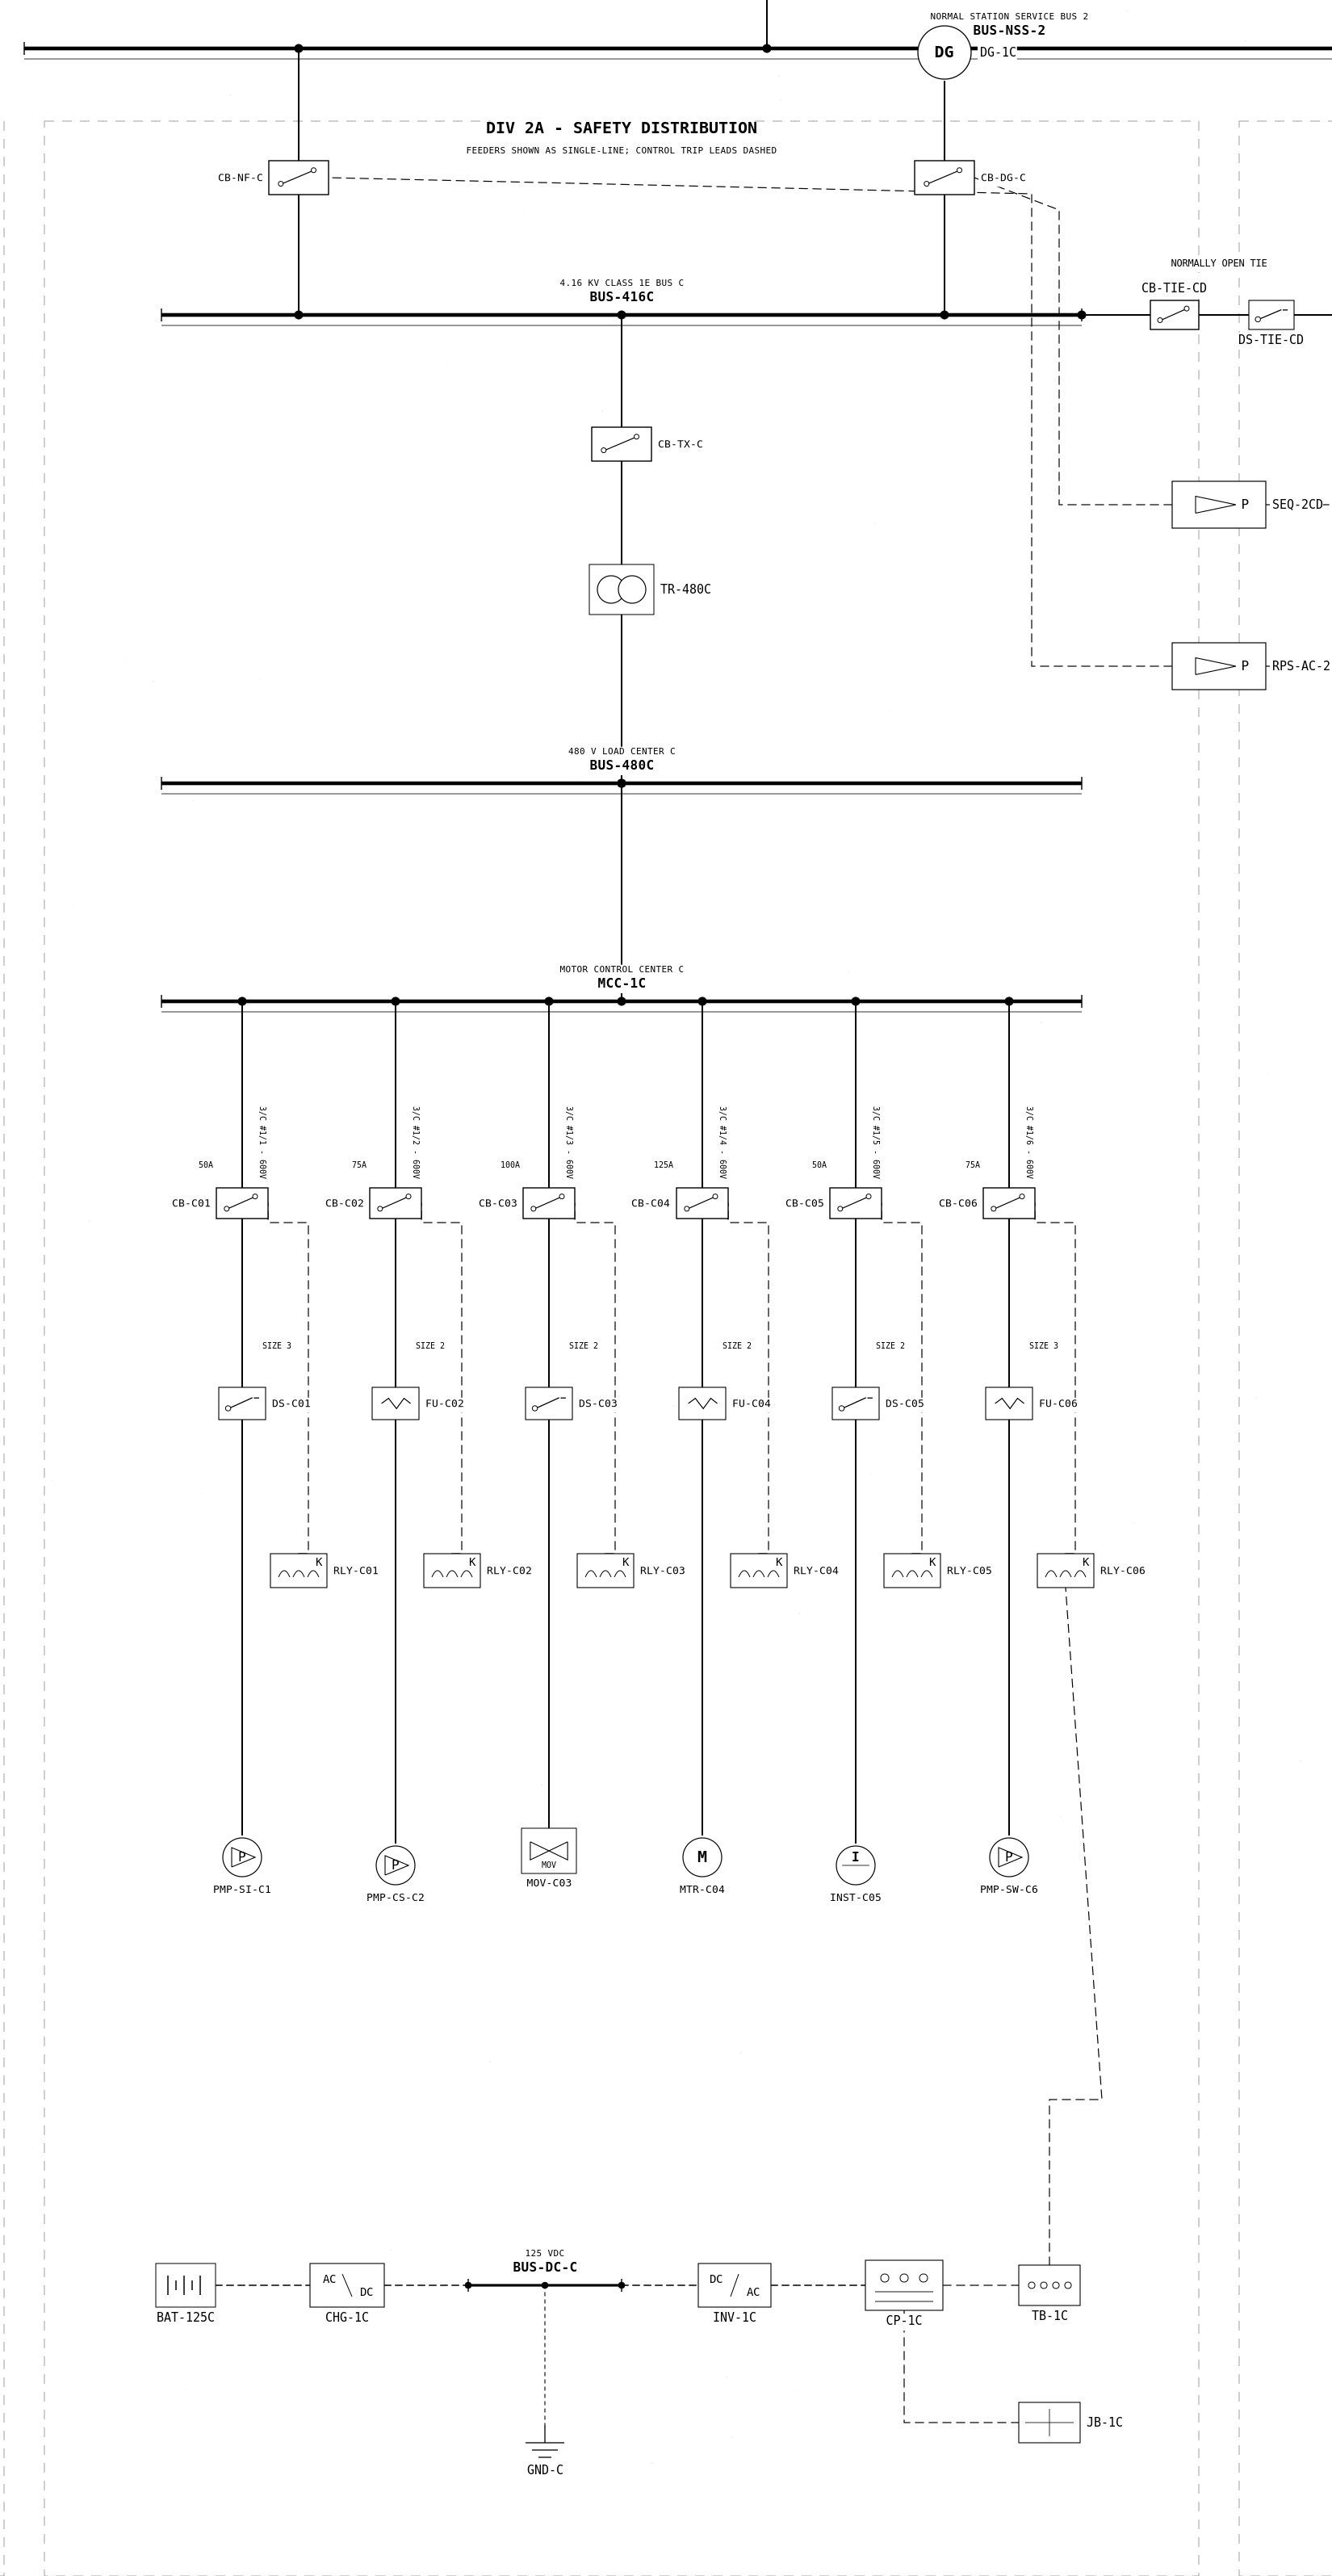 NORMAL STATION SERVICE BUS 2
BUS-NSS-2
DG
DG-1C
DIV 2A - SAFETY DISTRIBUTION
FEEDERS SHOWN AS SINGLE-LINE; CONTROL TRIP LEADS DASHED
CB-NF-C
CB-DG-C
NORMALLY OPEN TIE
4.16 KV CLASS 1E BUS C
BUS-416C
CB-TIE-CD
DS-TIE-CD
CB-TX-C
P
SEQ-2CD
TR-480C
P
RPS-AC-2
480 V LOAD CENTER C
BUS-480C
MOTOR CONTROL CENTER C
MCC-1C
3/C #1/1 - 600V
3/C #1/2 - 600V
3/C #1/3 - 600V
3/C #1/4 - 600V
3/C #1/5 - 600V
3/C #1/6 - 600V
50A
75A
100A
125A
50A
75A
CB-C01
CB-C02
CB-C03
CB-C04
CB-C05
CB-C06
SIZE 3
SIZE 2
SIZE 2
SIZE 2
SIZE 2
SIZE 3
DS-C01
FU-C02
DS-C03
FU-C04
DS-C05
FU-C06
K
RLY-C01
K
RLY-C02
K
RLY-C03
K
RLY-C04
K
RLY-C05
K
RLY-C06
P
PMP-SI-C1
P
PMP-CS-C2
MOV
MOV-C03
M
MTR-C04
I
INST-C05
P
PMP-SW-C6
125 VDC
BUS-DC-C
BAT-125C
AC
DC
CHG-1C
DC
AC
INV-1C
CP-1C
TB-1C
JB-1C
GND-C